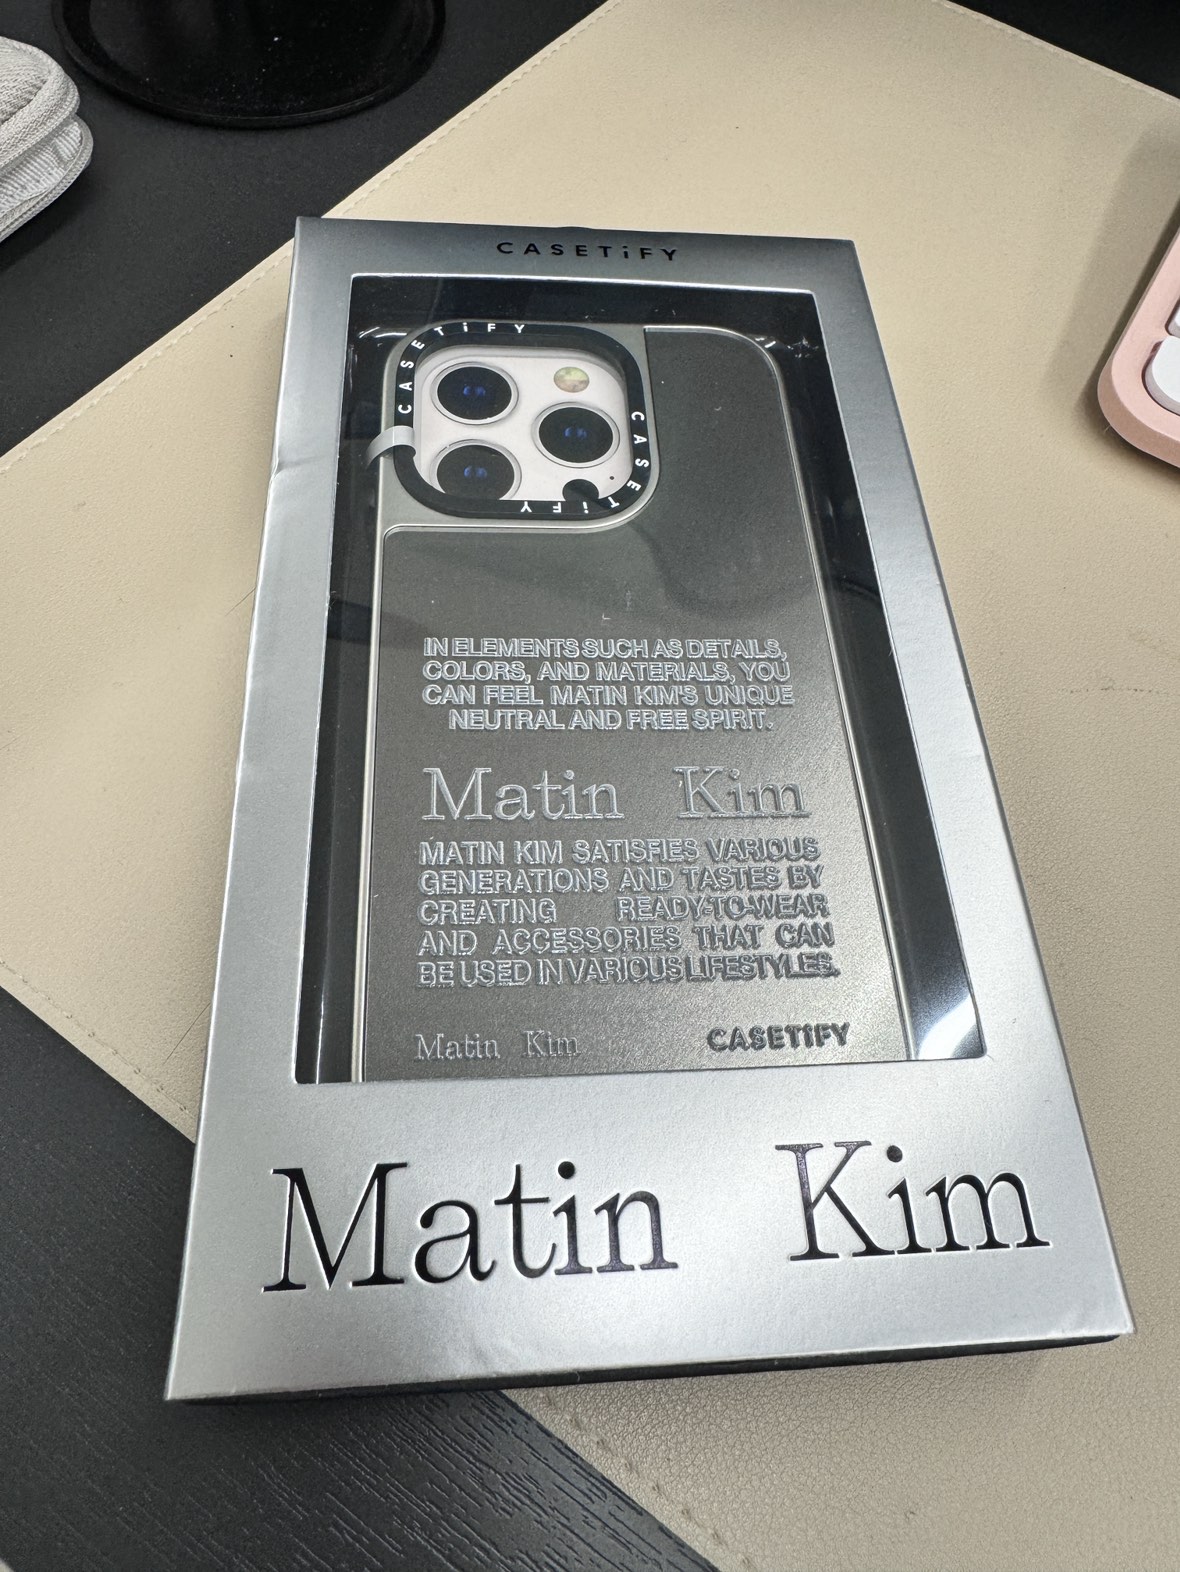 CASETiFY
CASETiFY
CASETiFY
IN ELEMENTS SUCH AS DETAILS,
COLORS, AND MATERIALS, YOU
CAN FEEL MATIN KIM'S UNIQUE
NEUTRAL AND FREE SPIRIT.
Matin Kim
MATIN KIM SATISFIES VARIOUS
GENERATIONS AND TASTES BY
CREATING READY-TO-WEAR
AND ACCESSORIES THAT CAN
BE USED IN VARIOUS LIFESTYLES.
Matin Kim CASETiFY
Matin Kim